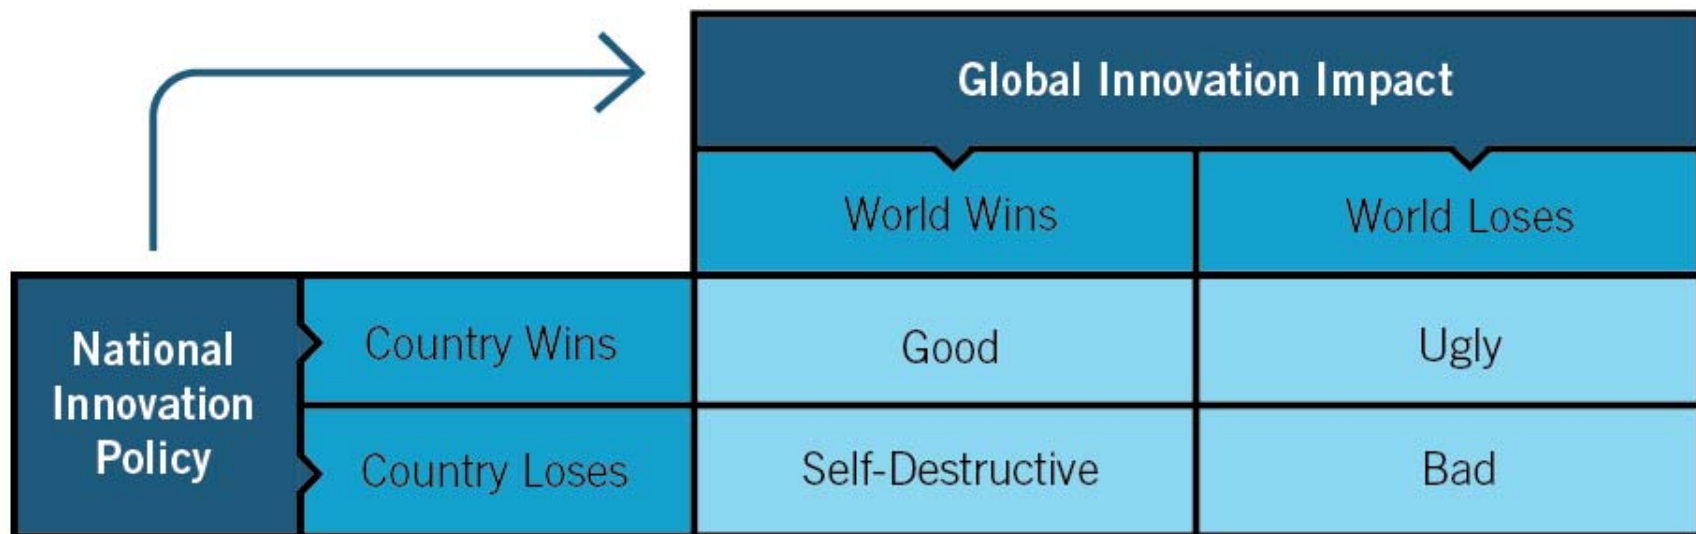 Global Innovation Impact
World Wins
World Loses
National
Innovation
Policy
Country Wins
Good
Ugly
Country Loses
Self-Destructive
Bad